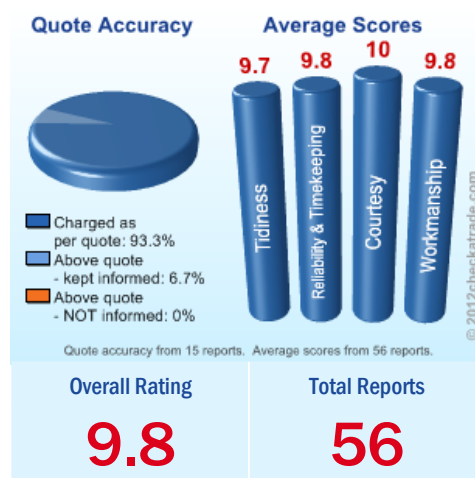 Quote Accuracy
Average Scores
9.7
9.8
10
9.8
Tidiness
Reliability & Timekeeping
Courtesy
Workmanship
Charged as
per quote: 93.3%
Above quote
- kept informed: 6.7%
Above quote
- NOT informed: 0%
© 2012checkatrade.com
Quote accuracy from 15 reports. Average scores from 56 reports.
Overall Rating
Total Reports
9.8
56